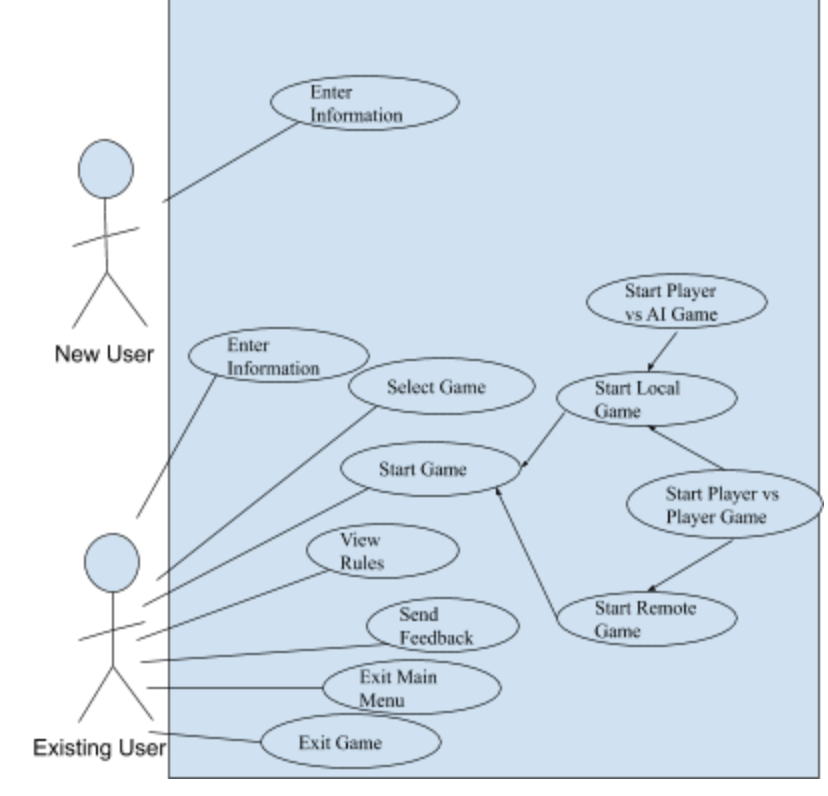 Enter
Information
Start Player
vs AI Game
New User
Enter
Information
Select Game
Start Local
Game
Start Game
Start Player vs
Player Game
View
Rules
Send
Feedback
Start Remote
Game
Exit Main
Menu
Existing User
Exit Game